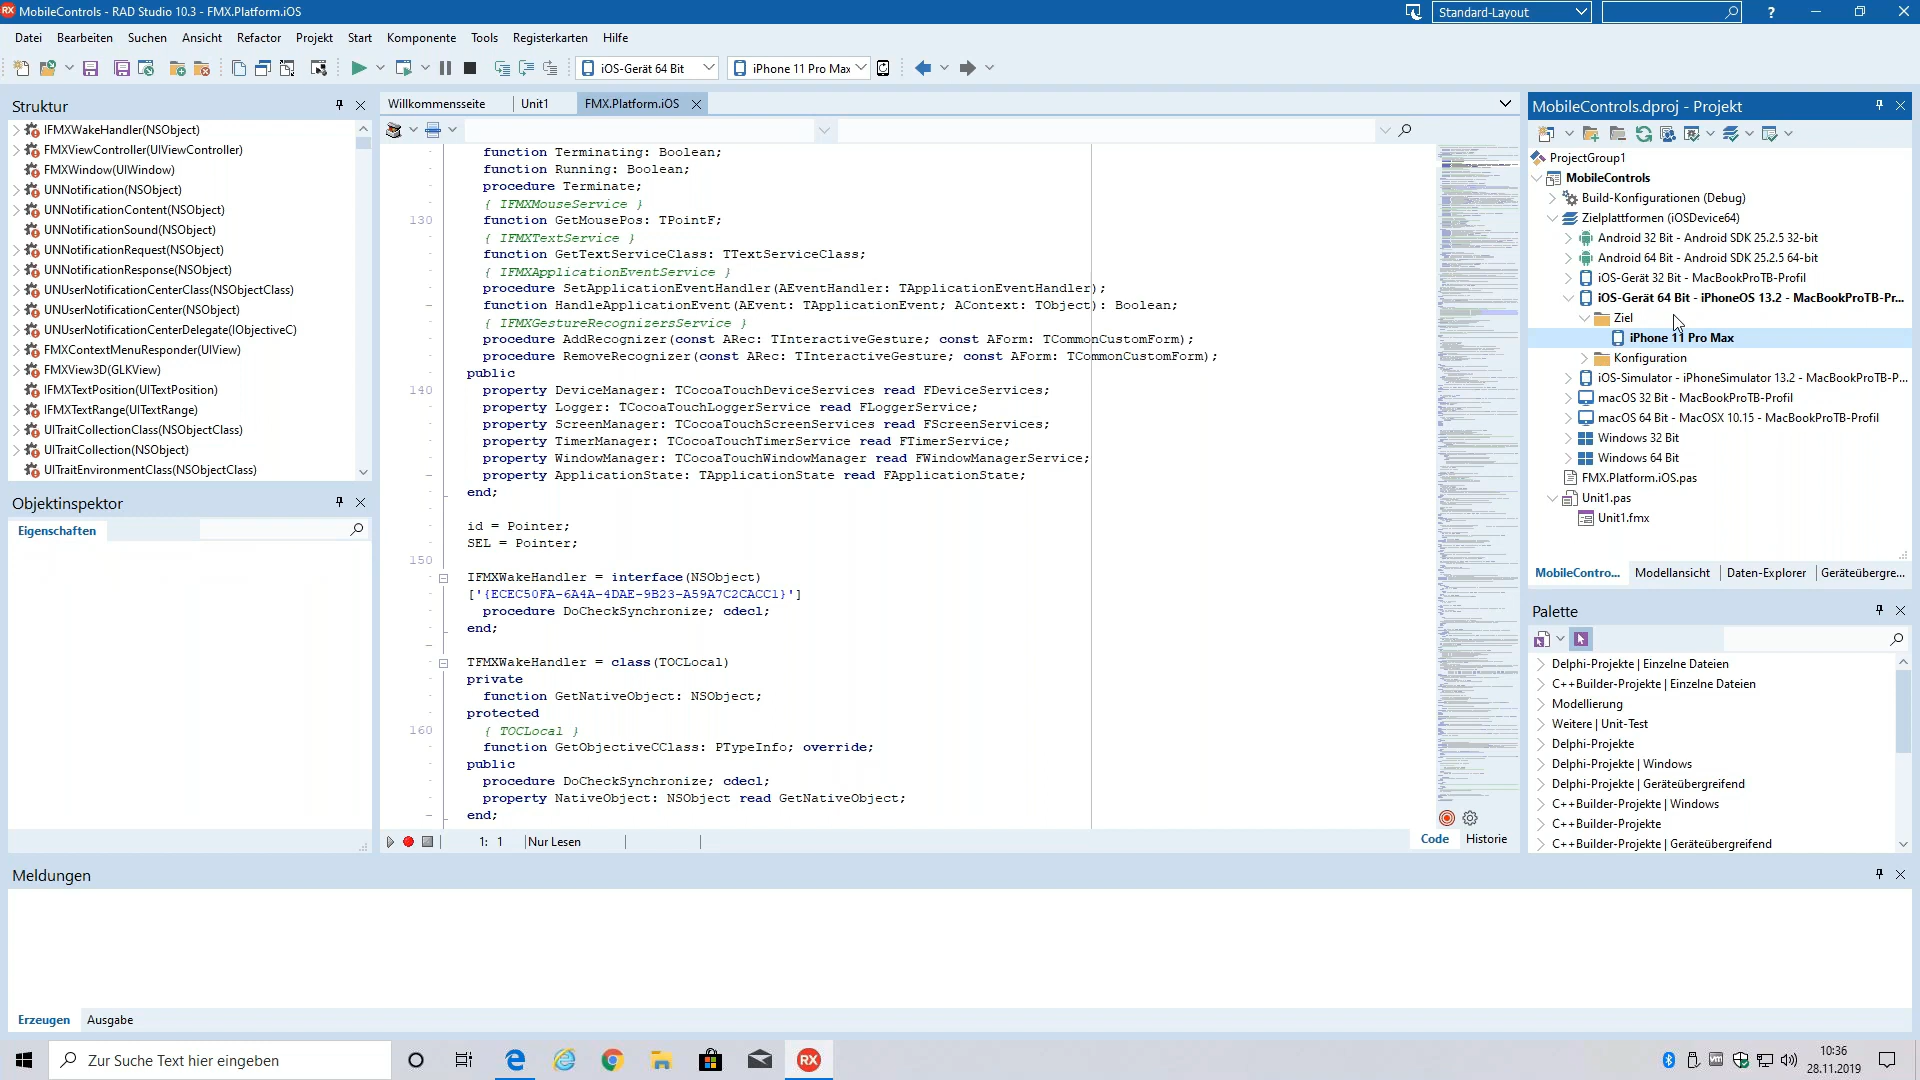 MobileControls - RAD Studio 10.3 - FMX.Platform.iOS
Standard-Layout
?
Datei Bearbeiten Suchen Ansicht Refactor Projekt Start Komponente Tools Registerkarten Hilfe
iOS-Gerät 64 Bit
iPhone 11 Pro Max
Struktur
IFMXWakeHandler(NSObject)
FMXViewController(UIViewController)
FMXWindow(UIWindow)
UNNotification(NSObject)
UNNotificationContent(NSObject)
UNNotificationSound(NSObject)
UNNotificationRequest(NSObject)
UNNotificationResponse(NSObject)
UNUserNotificationCenterClass(NSObjectClass)
UNUserNotificationCenter(NSObject)
UNUserNotificationCenterDelegate(IObjectiveC)
FMXContextMenuResponder(UIView)
FMXView3D(GLKView)
IFMXTextPosition(UITextPosition)
IFMXTextRange(UITextRange)
UITraitCollectionClass(NSObjectClass)
UITraitCollection(NSObject)
UITraitEnvironmentClass(NSObjectClass)
Objektinspektor
Eigenschaften
Willkommensseite Unit1 FMX.Platform.iOS
function Terminating: Boolean;
function Running: Boolean;
procedure Terminate;
{ IFMXMouseService }
130 function GetMousePos: TPointF;
{ IFMXTextService }
function GetTextServiceClass: TTextServiceClass;
{ IFMXApplicationEventService }
procedure SetApplicationEventHandler(AEventHandler: TApplicationEventHandler);
function HandleApplicationEvent(AEvent: TApplicationEvent; AContext: TObject): Boolean;
{ IFMXGestureRecognizersService }
procedure AddRecognizer(const ARec: TInteractiveGesture; const AForm: TCommonCustomForm);
procedure RemoveRecognizer(const ARec: TInteractiveGesture; const AForm: TCommonCustomForm);
public
140 property DeviceManager: TCocoaTouchDeviceServices read FDeviceServices;
property Logger: TCocoaTouchLoggerService read FLoggerService;
property ScreenManager: TCocoaTouchScreenServices read FScreenServices;
property TimerManager: TCocoaTouchTimerService read FTimerService;
property WindowManager: TCocoaTouchWindowManager read FWindowManagerService;
property ApplicationState: TApplicationState read FApplicationState;
end;
id = Pointer;
SEL = Pointer;
150
IFMXWakeHandler = interface(NSObject)
['{ECEC50FA-6A4A-4DAE-9B23-A59A7C2CACC1}']
procedure DoCheckSynchronize; cdecl;
end;
TFMXWakeHandler = class(TOCLocal)
private
function GetNativeObject: NSObject;
protected
160 { TOCLocal }
function GetObjectiveCClass: PTypeInfo; override;
public
procedure DoCheckSynchronize; cdecl;
property NativeObject: NSObject read GetNativeObject;
end;
1: 1 Nur Lesen
Code Historie
MobileControls.dproj - Projekt
ProjectGroup1
MobileControls
Build-Konfigurationen (Debug)
Zielplattformen (iOSDevice64)
Android 32 Bit - Android SDK 25.2.5 32-bit
Android 64 Bit - Android SDK 25.2.5 64-bit
iOS-Gerät 32 Bit - MacBookProTB-Profil
iOS-Gerät 64 Bit - iPhoneOS 13.2 - MacBookProTB-Pr...
Ziel
iPhone 11 Pro Max
Konfiguration
iOS-Simulator - iPhoneSimulator 13.2 - MacBookProTB-P...
macOS 32 Bit - MacBookProTB-Profil
macOS 64 Bit - MacOSX 10.15 - MacBookProTB-Profil
Windows 32 Bit
Windows 64 Bit
FMX.Platform.iOS.pas
Unit1.pas
Unit1.fmx
MobileContro... Modellansicht Daten-Explorer Geräteübergre...
Palette
Delphi-Projekte | Einzelne Dateien
C++Builder-Projekte | Einzelne Dateien
Modellierung
Weitere | Unit-Test
Delphi-Projekte
Delphi-Projekte | Windows
Delphi-Projekte | Geräteübergreifend
C++Builder-Projekte | Windows
C++Builder-Projekte
C++Builder-Projekte | Geräteübergreifend
Meldungen
Erzeugen Ausgabe
Zur Suche Text hier eingeben
RX
10:36
28.11.2019